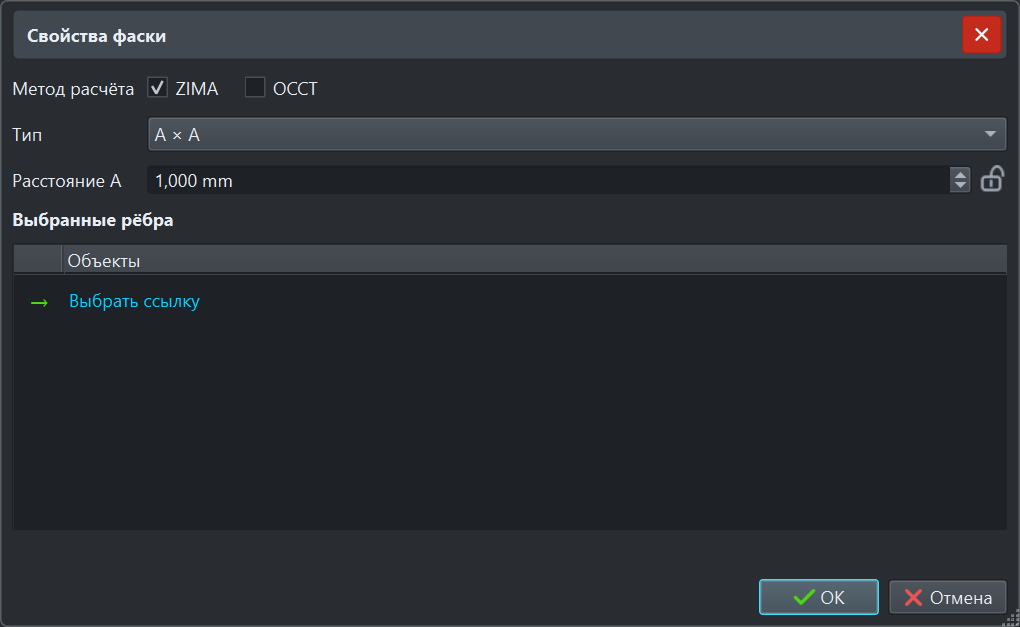 Свойства фаски
Метод расчёта ZIMA OCCT
Тип A × A
Расстояние A 1,000 mm
Выбранные рёбра
Объекты
→ Выбрать ссылку
OK Отмена